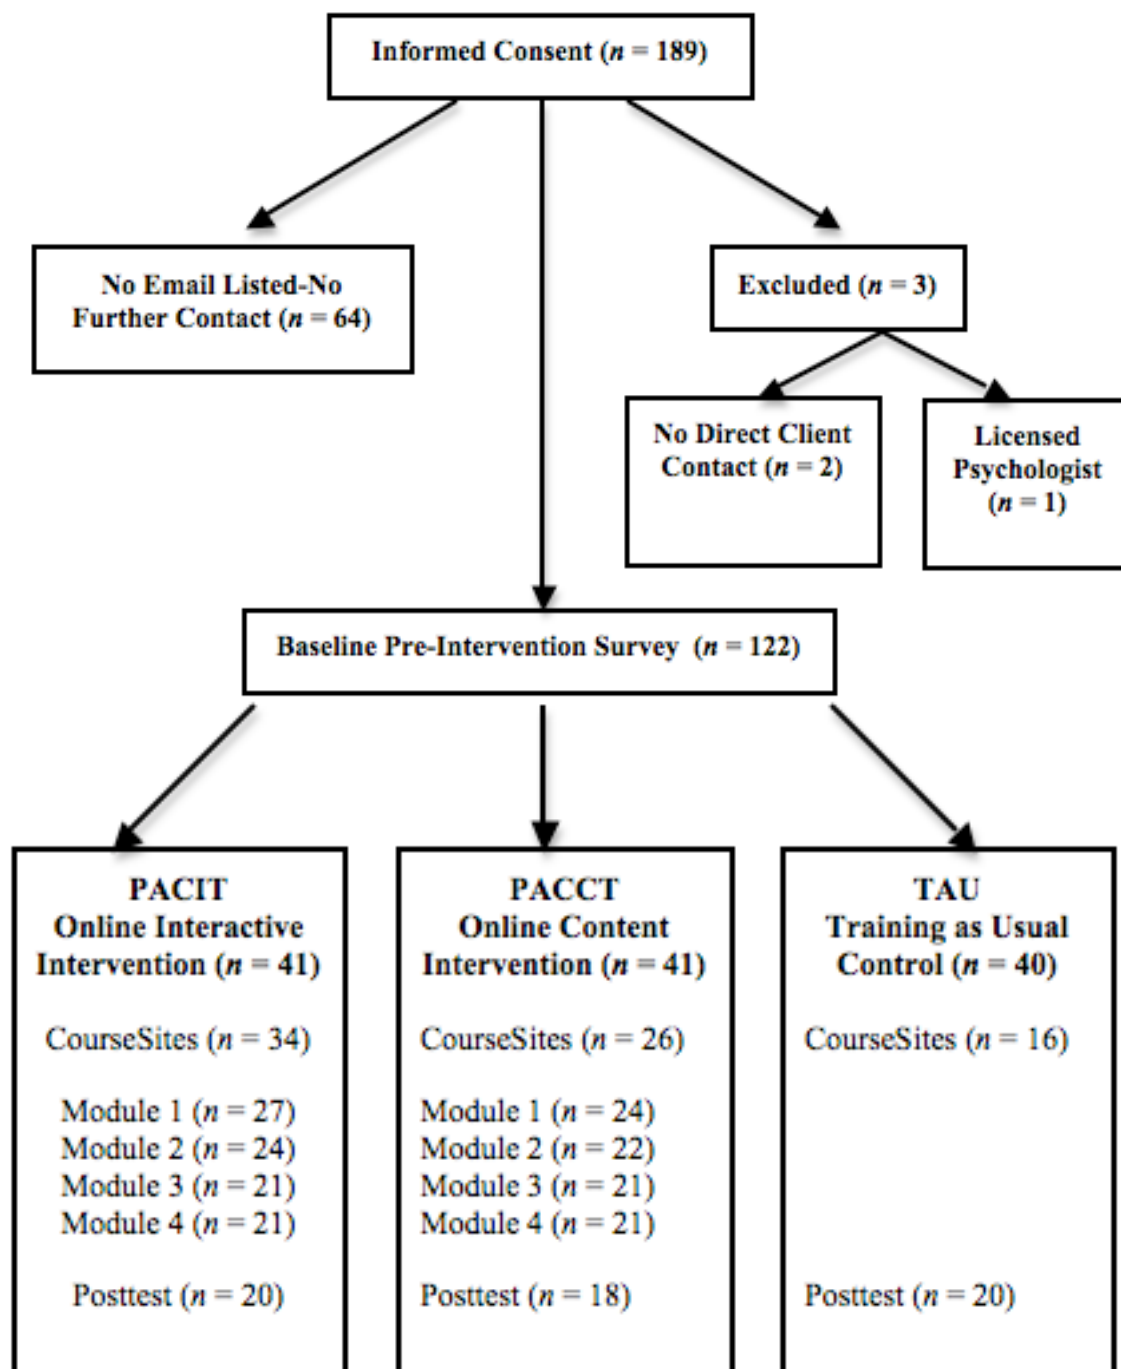 Informed Consent (n = 189)
No Email Listed-No
Further Contact (n = 64)
Excluded (n = 3)
No Direct Client
Contact (n = 2)
Licensed
Psychologist
(n = 1)
Baseline Pre-Intervention Survey (n = 122)
PACIT
Online Interactive
Intervention (n = 41)
CourseSites (n = 34)
Module 1 (n = 27)
Module 2 (n = 24)
Module 3 (n = 21)
Module 4 (n = 21)
Posttest (n = 20)
PACCT
Online Content
Intervention (n = 41)
CourseSites (n = 26)
Module 1 (n = 24)
Module 2 (n = 22)
Module 3 (n = 21)
Module 4 (n = 21)
Posttest (n = 18)
TAU
Training as Usual
Control (n = 40)
CourseSites (n = 16)
Posttest (n = 20)